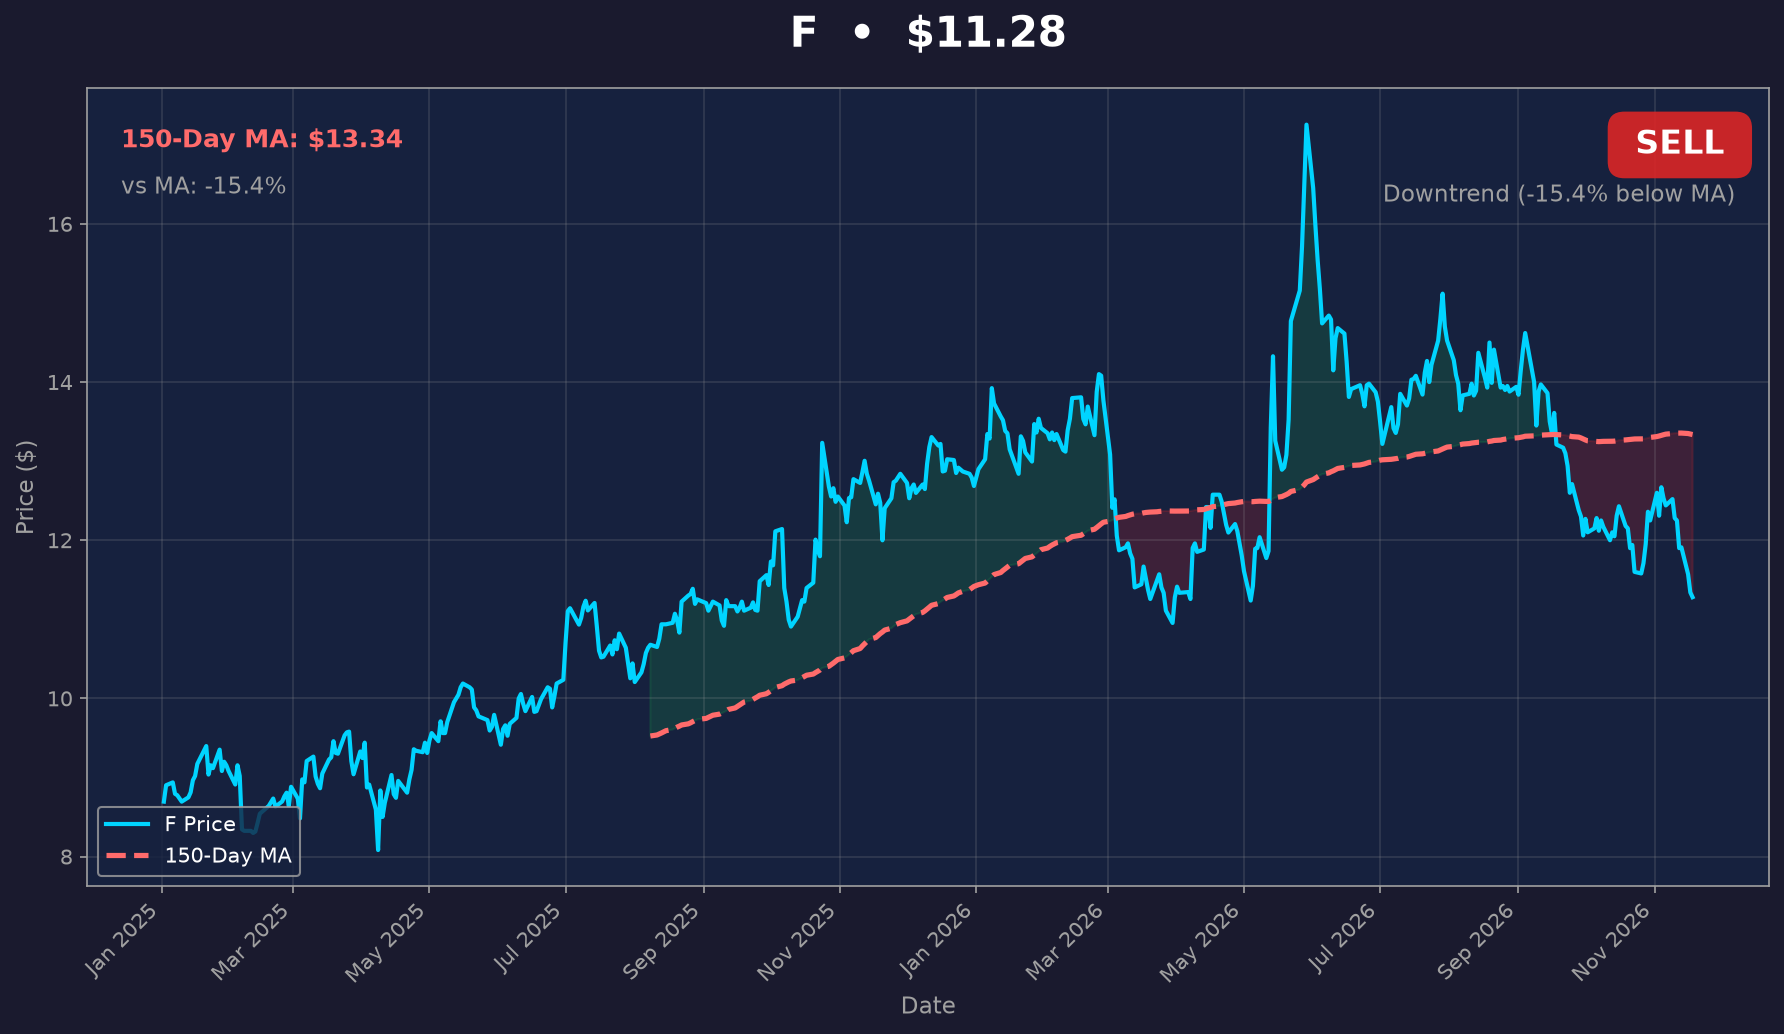 F • $11.28
150-Day MA: $13.34
vs MA: -15.4%
SELL
Downtrend (-15.4% below MA)
Price ($)
16
14
12
10
8
F Price
150-Day MA
Jan 2025
Mar 2025
May 2025
Jul 2025
Sep 2025
Nov 2025
Jan 2026
Mar 2026
May 2026
Jul 2026
Sep 2026
Nov 2026
Date